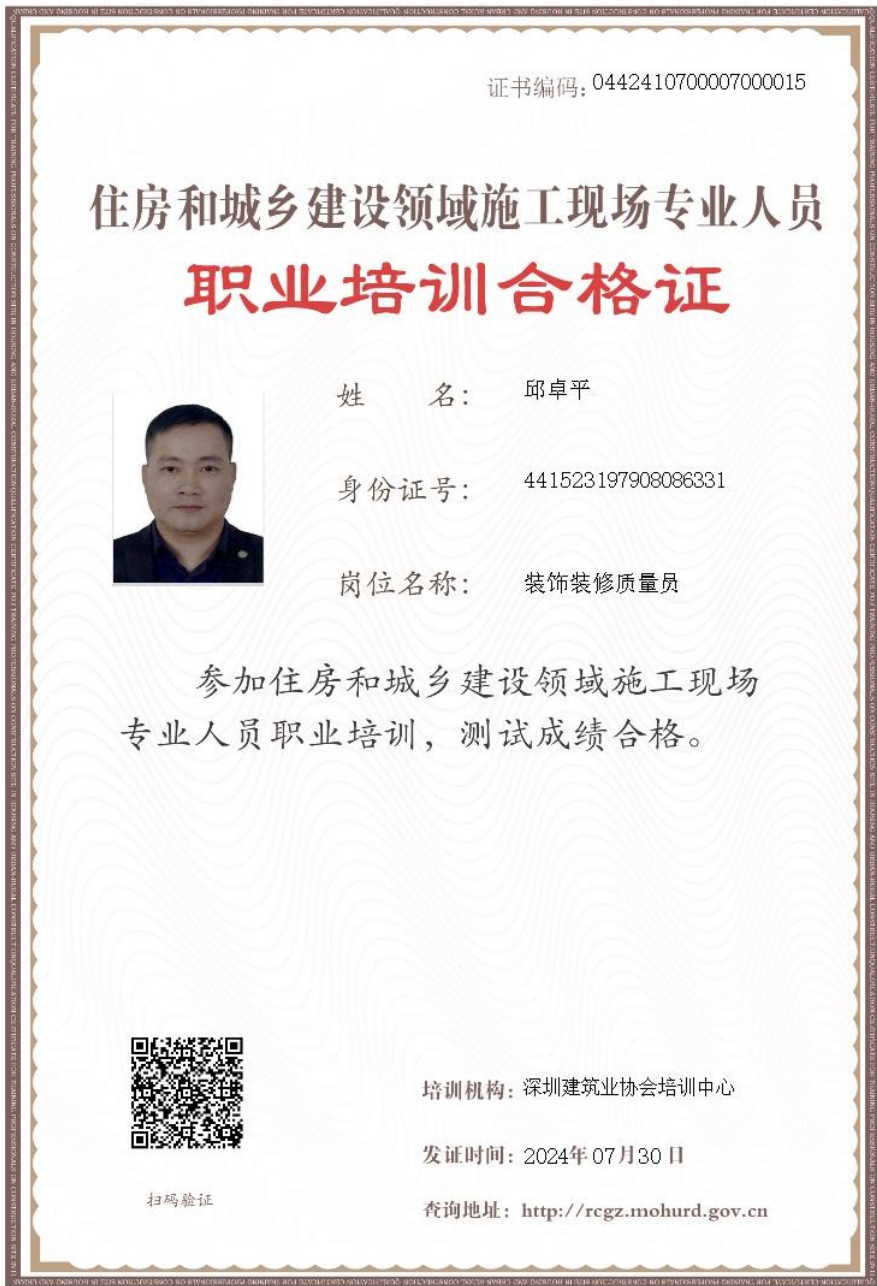 证书编码：0442410700007000015
住房和城乡建设领域施工现场专业人员
职业培训合格证
姓　　名： 邱卓平
身份证号： 441523197908086331
岗位名称： 装饰装修质量员
参加住房和城乡建设领域施工现场
专业人员职业培训，测试成绩合格。
培训机构：深圳建筑业协会培训中心
发证时间：2024年07月30日
扫码验证
查询地址：http://rcgz.mohurd.gov.cn